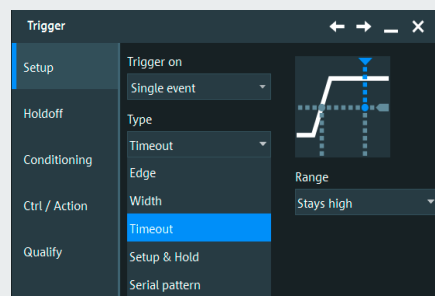 Trigger
Setup
Holdoff
Conditioning
Ctrl / Action
Qualify
Trigger on
Single event
Type
Timeout
Edge
Width
Timeout
Setup & Hold
Serial pattern
Range
Stays high